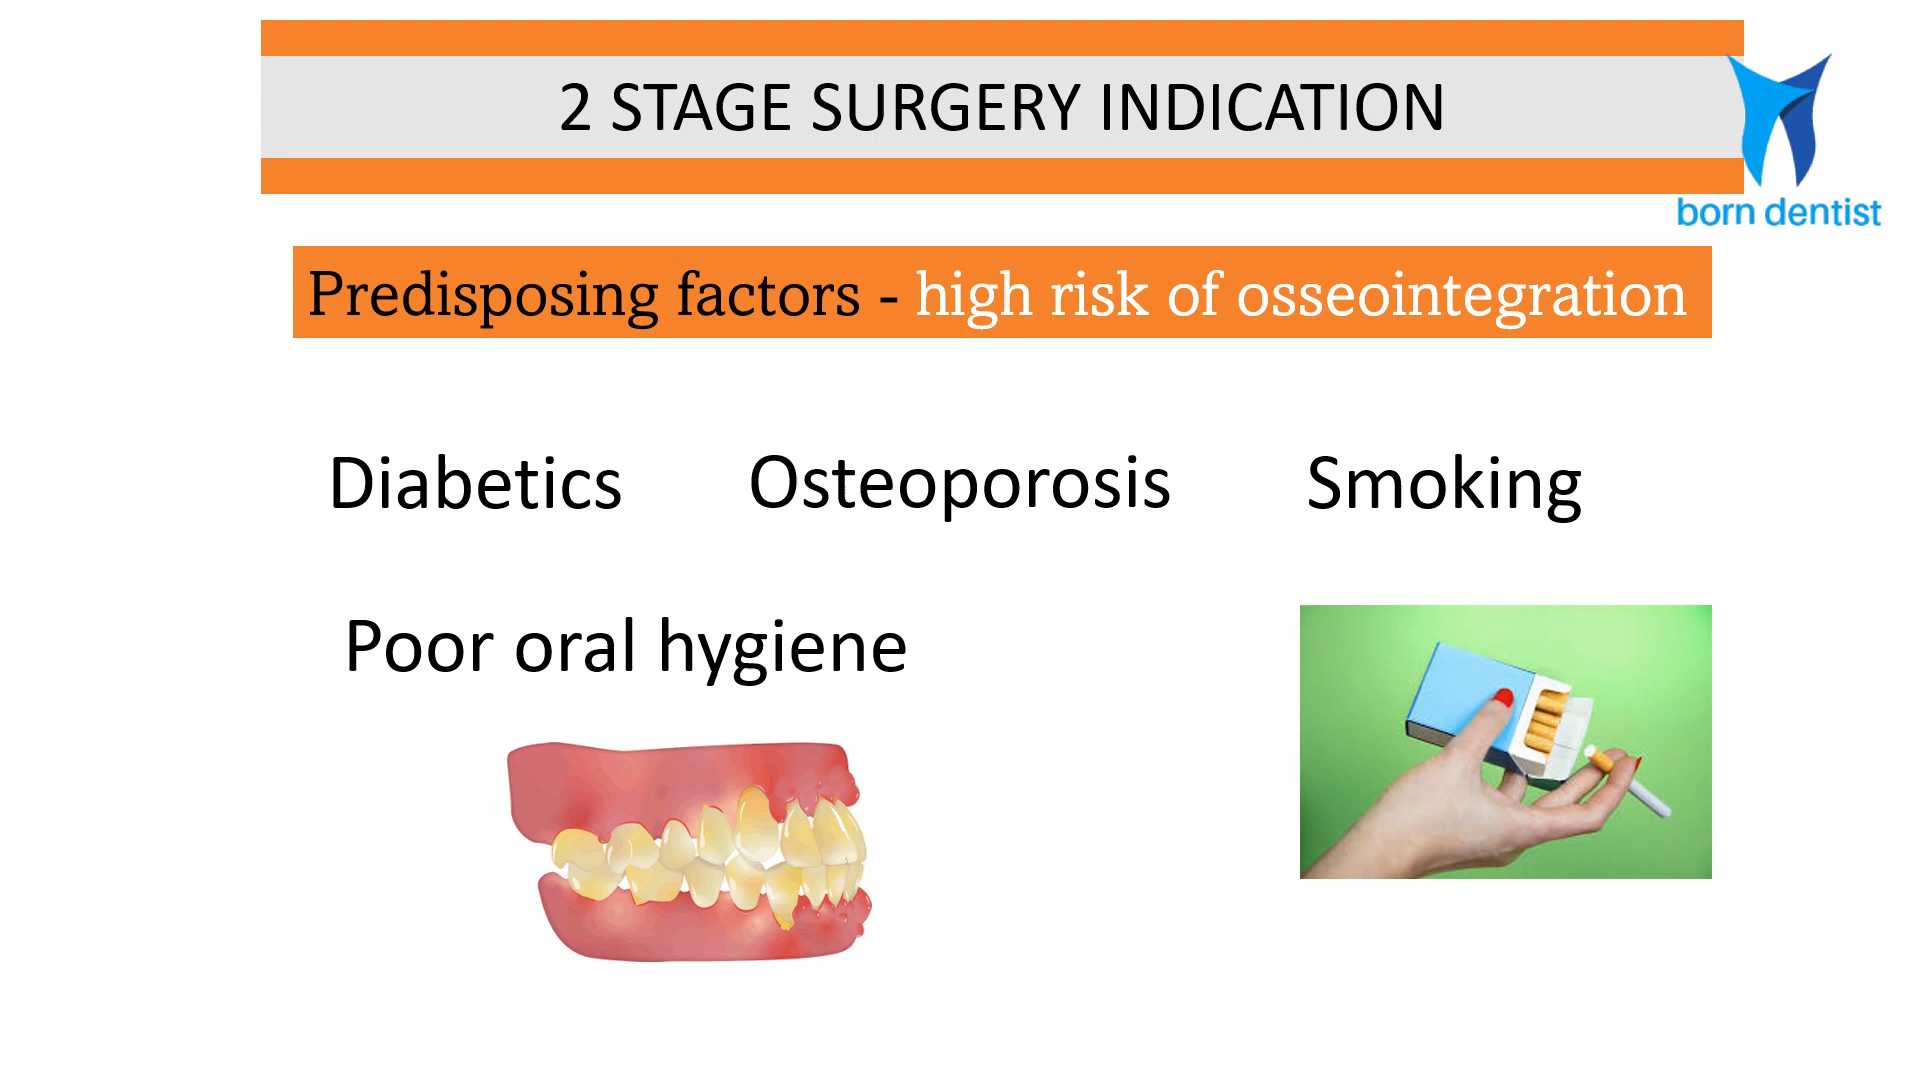 2 STAGE SURGERY INDICATION
born dentist
Predisposing factors - high risk of osseointegration
Diabetics
Osteoporosis
Smoking
Poor oral hygiene